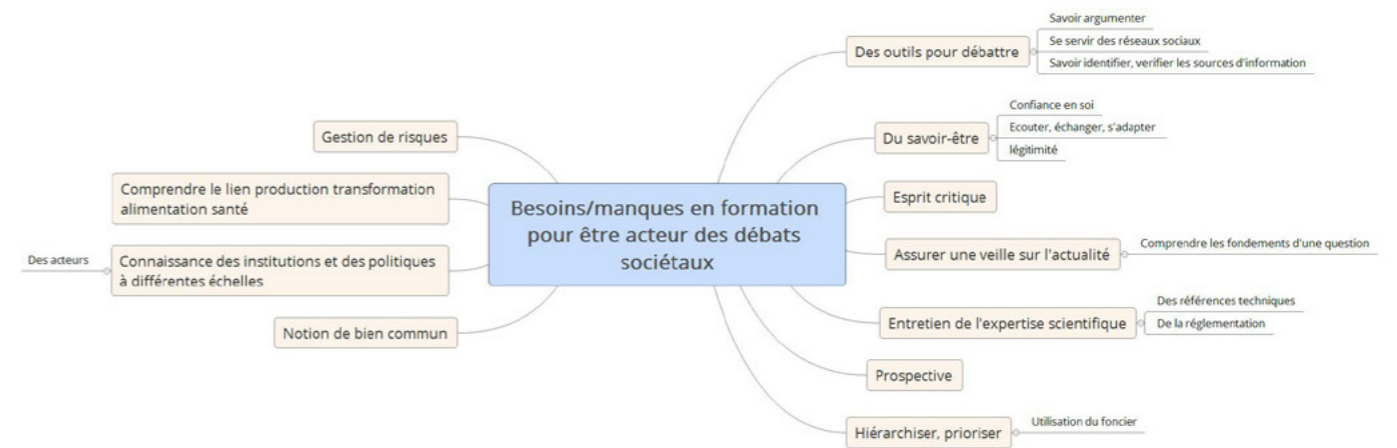 Besoins/manques en formation
pour être acteur des débats
sociétaux
Des outils pour débattre
Savoir argumenter
Se servir des réseaux sociaux
Savoir identifier, verifier les sources d'information
Du savoir-être
Confiance en soi
Ecouter, échanger, s'adapter
légitimité
Esprit critique
Assurer une veille sur l'actualité
Comprendre les fondements d'une question
Entretien de l'expertise scientifique
Des références techniques
De la réglementation
Prospective
Hiérarchiser, prioriser
Utilisation du foncier
Gestion de risques
Comprendre le lien production transformation
alimentation santé
Connaissance des institutions et des politiques
à différentes échelles
Des acteurs
Notion de bien commun